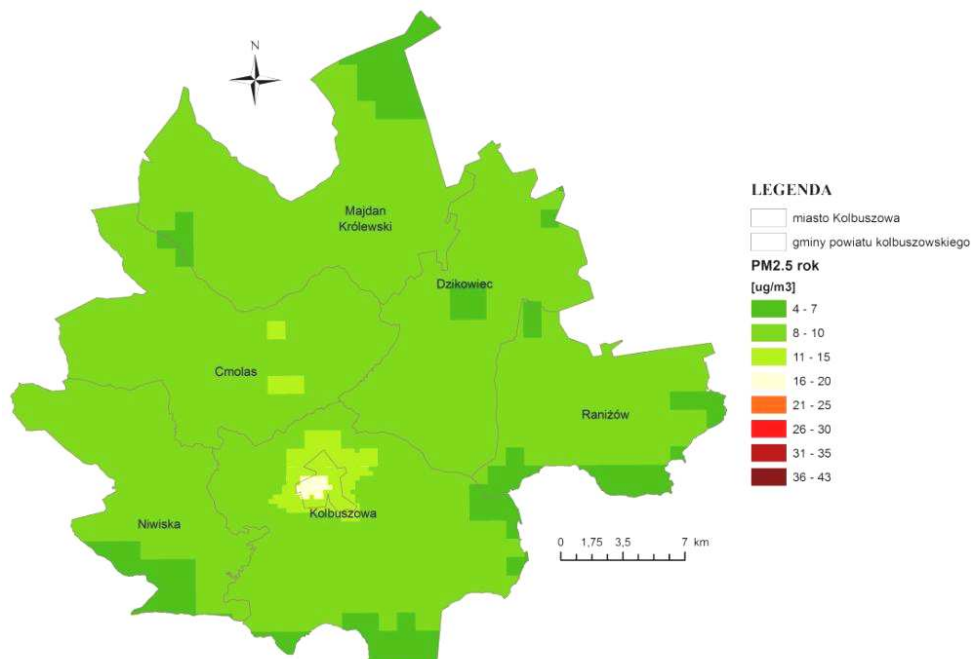 N
Majdan
Królewski
Dzikowiec
Cmolas
Raniżów
Kolbuszowa
Niwiska
LEGENDA
miasto Kolbuszowa
gminy powiatu kolbuszowskiego
PM2.5 rok
[ug/m3]
4 - 7
8 - 10
11 - 15
16 - 20
21 - 25
26 - 30
31 - 35
36 - 43
0 1,75 3,5 7 km